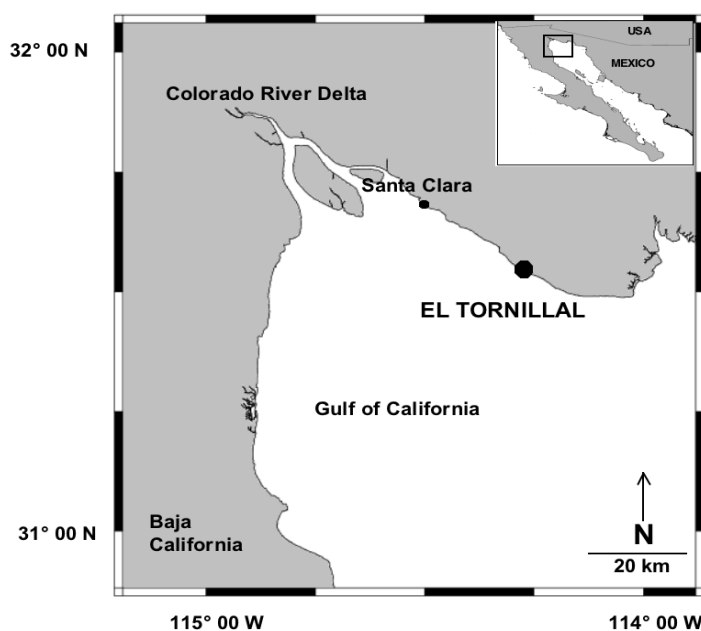 32° 00 N
USA
MEXICO
Colorado River Delta
Santa Clara
EL TORNILLAL
Gulf of California
Baja
California
31° 00 N
N
20 km
115° 00 W
114° 00 W